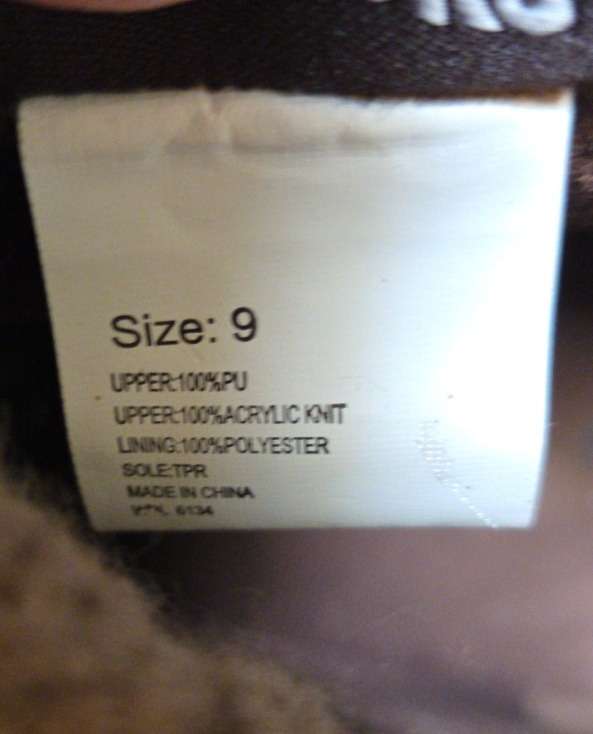 Size: 9
UPPER:100%PU
UPPER:100%ACRYLIC KNIT
LINING:100%POLYESTER
SOLE:TPR
MADE IN CHINA
6134